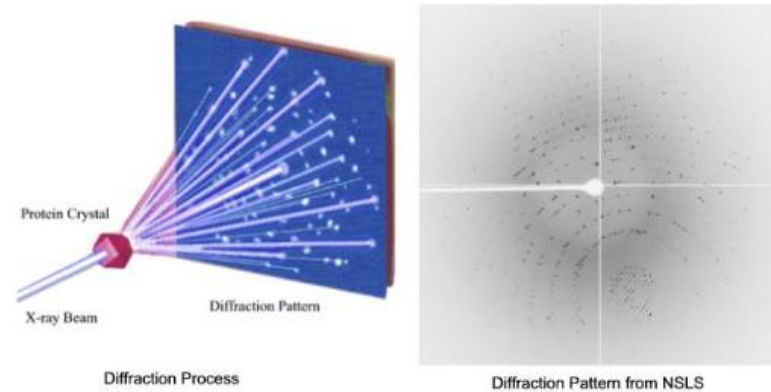 Protein Crystal
X-ray Beam
Diffraction Pattern
Diffraction Process
Diffraction Pattern from NSLS